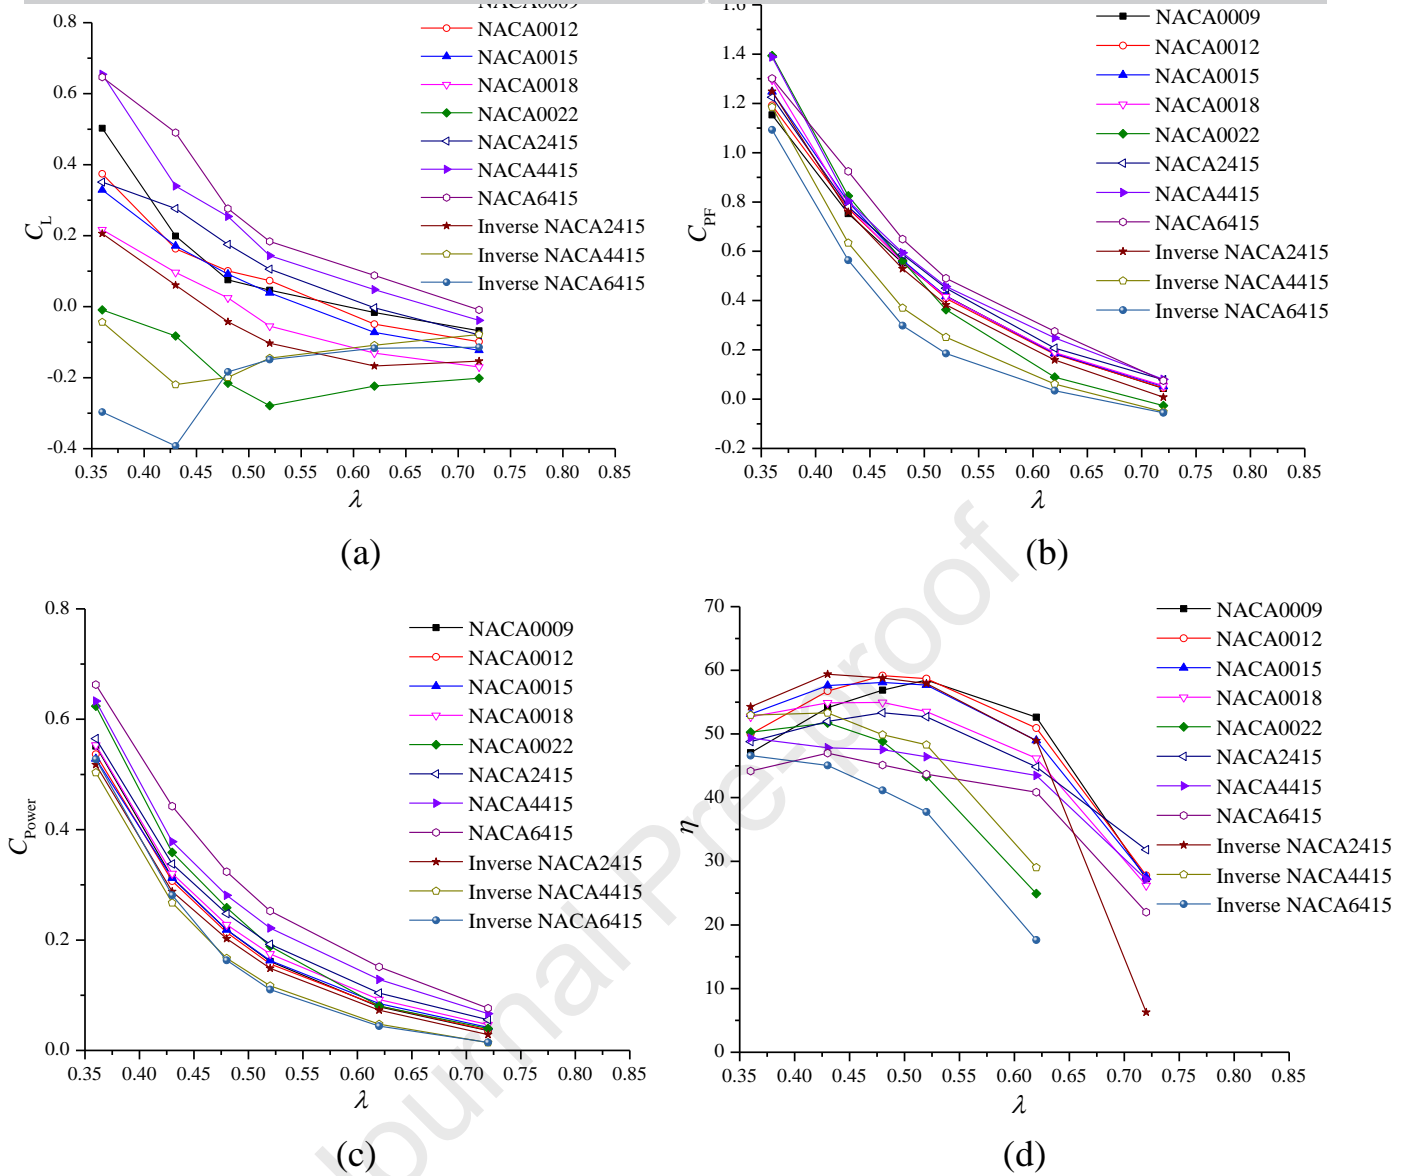 NACA0009
NACA0012
NACA0015
NACA0018
NACA0022
NACA2415
NACA4415
NACA6415
Inverse NACA2415
Inverse NACA4415
Inverse NACA6415
0.8
0.6
0.4
0.2
0.0
-0.2
-0.4
C_L
0.35 0.40 0.45 0.50 0.55 0.60 0.65 0.70 0.75 0.80 0.85
λ
(a)
NACA0009
NACA0012
NACA0015
NACA0018
NACA0022
NACA2415
NACA4415
NACA6415
Inverse NACA2415
Inverse NACA4415
Inverse NACA6415
1.6
1.4
1.2
1.0
0.8
0.6
0.4
0.2
0.0
-0.2
C_PF
0.35 0.40 0.45 0.50 0.55 0.60 0.65 0.70 0.75 0.80 0.85
λ
(b)
NACA0009
NACA0012
NACA0015
NACA0018
NACA0022
NACA2415
NACA4415
NACA6415
Inverse NACA2415
Inverse NACA4415
Inverse NACA6415
0.8
0.6
0.4
0.2
0.0
C_Power
0.35 0.40 0.45 0.50 0.55 0.60 0.65 0.70 0.75 0.80 0.85
λ
(c)
NACA0009
NACA0012
NACA0015
NACA0018
NACA0022
NACA2415
NACA4415
NACA6415
Inverse NACA2415
Inverse NACA4415
Inverse NACA6415
70
60
50
40
30
20
10
0
η
0.35 0.40 0.45 0.50 0.55 0.60 0.65 0.70 0.75 0.80 0.85
λ
(d)
Journal Pre-proof